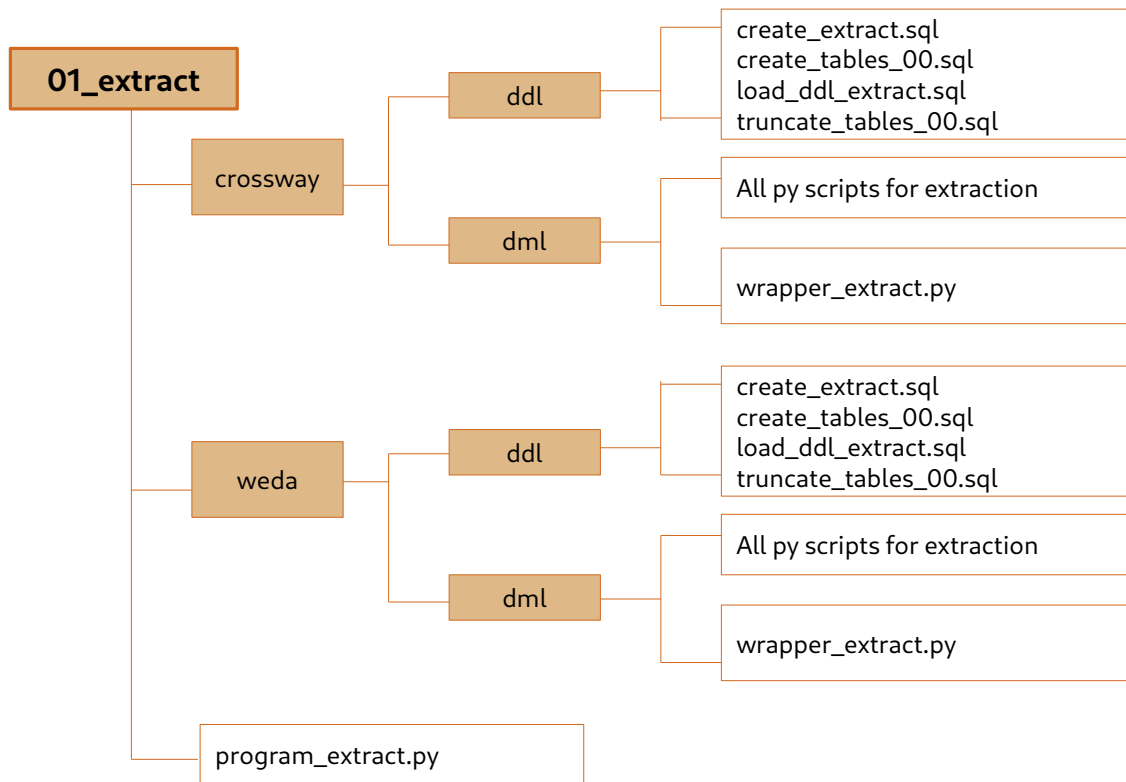 01_extract
crossway
ddl
create_extract.sql
create_tables_00.sql
load_ddl_extract.sql
truncate_tables_00.sql
dml
All py scripts for extraction
wrapper_extract.py
weda
ddl
create_extract.sql
create_tables_00.sql
load_ddl_extract.sql
truncate_tables_00.sql
dml
All py scripts for extraction
wrapper_extract.py
program_extract.py